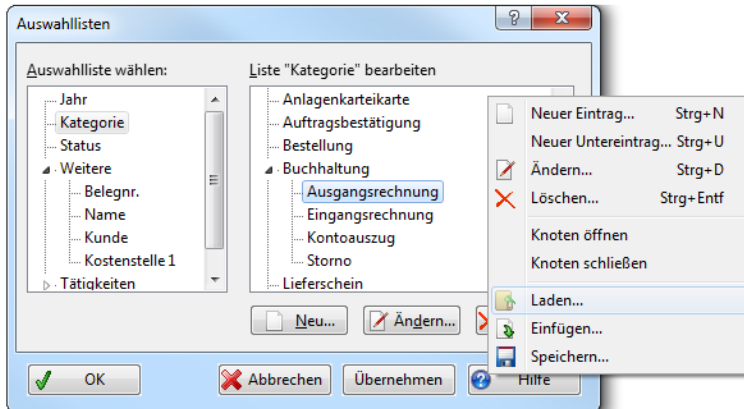 Auswahllisten
Auswahlliste wählen:
Jahr
Kategorie
Status
Weitere
Belegnr.
Name
Kunde
Kostenstelle 1
Tätigkeiten
Liste "Kategorie" bearbeiten
Anlagenkarteikarte
Auftragsbestätigung
Bestellung
Buchhaltung
Ausgangsrechnung
Eingangsrechnung
Kontoauszug
Storno
Lieferschein
Neu...
Ändern...
Neuer Eintrag... Strg+N
Neuer Untereintrag... Strg+U
Ändern... Strg+D
Löschen... Strg+Entf
Knoten öffnen
Knoten schließen
Laden...
Einfügen...
Speichern...
OK
Abbrechen
Übernehmen
Hilfe